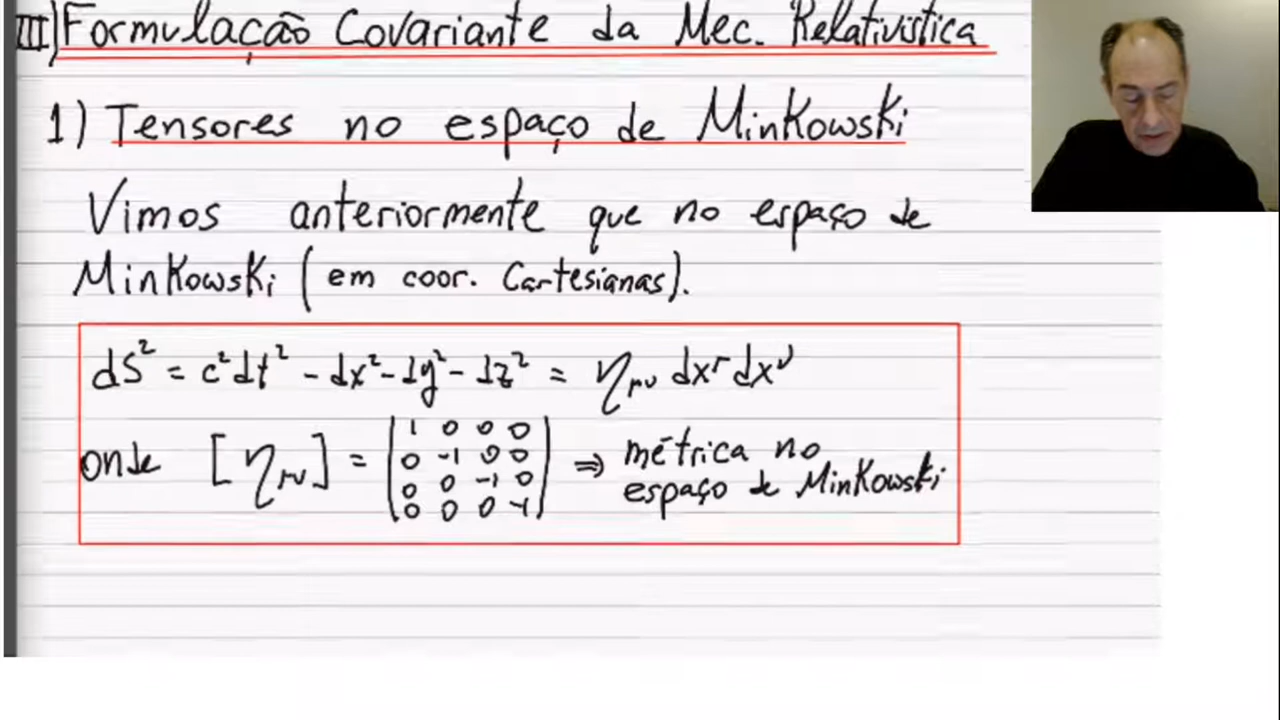 III) Formulação Covariante da Mec. Relativística
1) Tensores no espaço de Minkowski
Vimos anteriormente que no espaço de
Minkowski (em coor. Cartesianas).
dS² = c²dt² - dx² - dy² - dz² = η_μν dx^μ dx^ν
onde [η_μν] = (1 0 0 0
0 -1 0 0
0 0 -1 0
0 0 0 -1) ⇒ métrica no
espaço de Minkowski